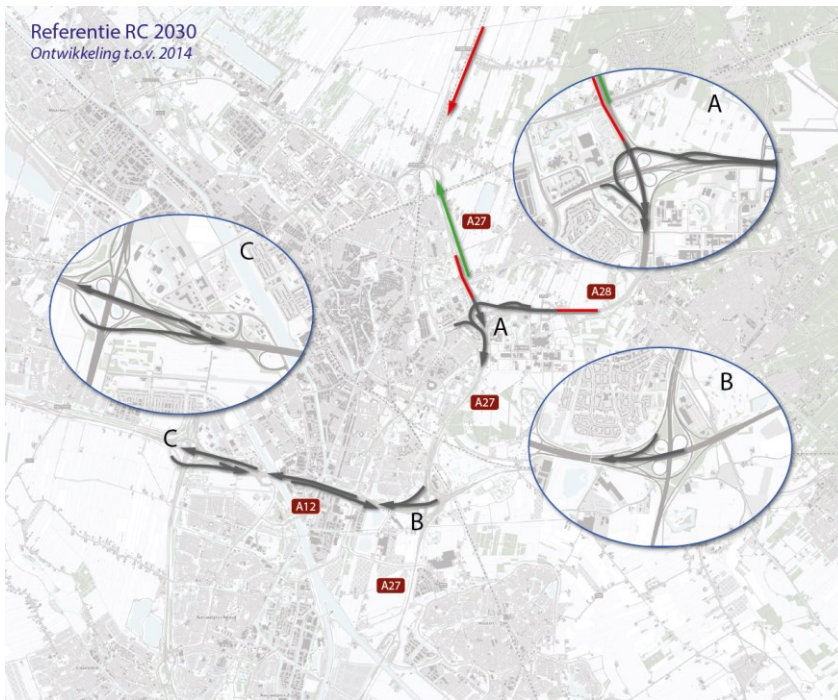 Referentie RC 2030
Ontwikkeling t.o.v. 2014
A
A27
C
A28
A
A27
B
C
A12
B
A27